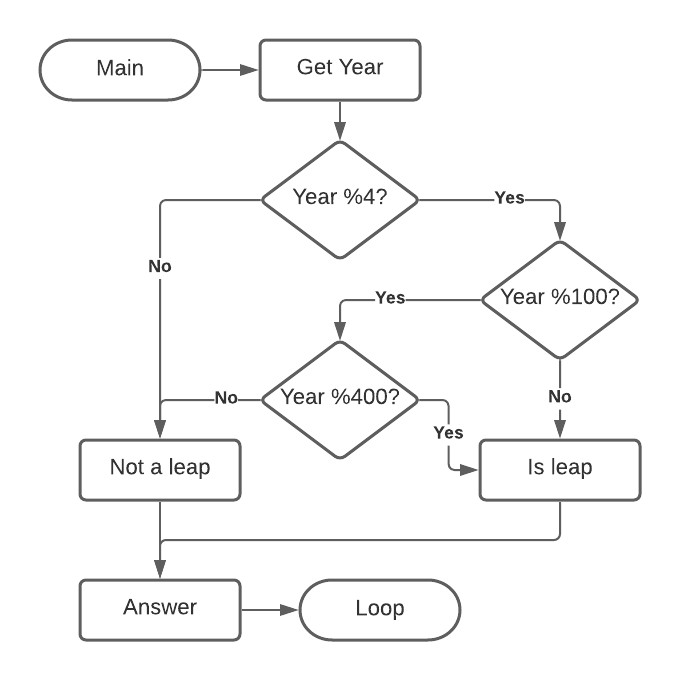 Main
Get Year
Year %4?
Yes
No
Year %100?
Yes
Year %400?
No
No
Yes
Not a leap
Is leap
Answer
Loop